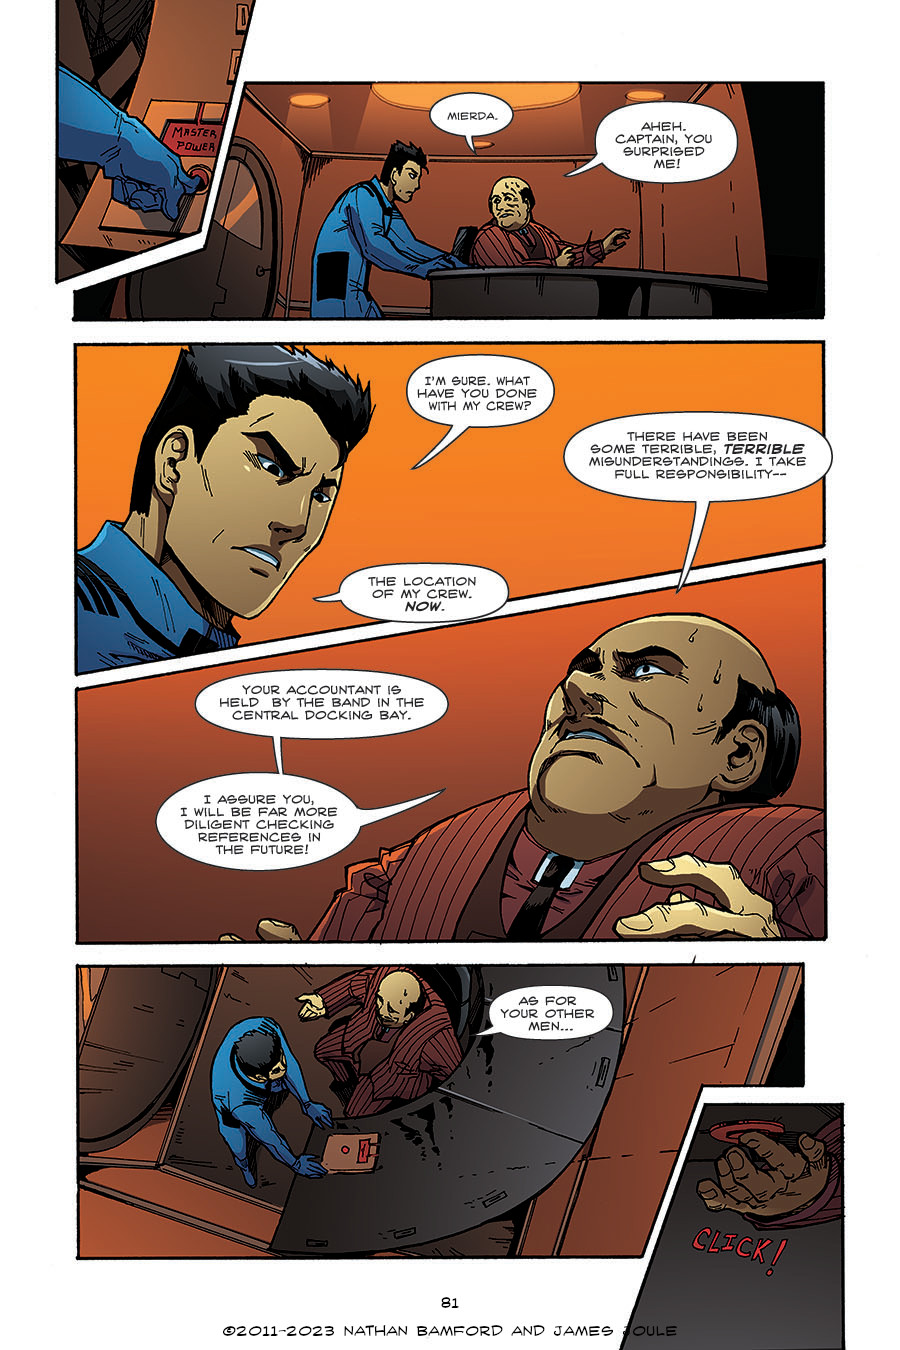 MASTER
POWER
MIERDA.
AHEH.
CAPTAIN, YOU
SURPRISED
ME!
I'M SURE. WHAT
HAVE YOU DONE
WITH MY CREW?
THERE HAVE BEEN
SOME TERRIBLE, TERRIBLE
MISUNDERSTANDINGS. I TAKE
FULL RESPONSIBILITY--
THE LOCATION
OF MY CREW.
NOW.
YOUR ACCOUNTANT IS
HELD BY THE BAND IN THE
CENTRAL DOCKING BAY.
I ASSURE YOU,
I WILL BE FAR MORE
DILIGENT CHECKING
REFERENCES IN
THE FUTURE!
AS FOR
YOUR OTHER
MEN...
CLICK!
81
©2011-2023 NATHAN BAMFORD AND JAMES JOULE